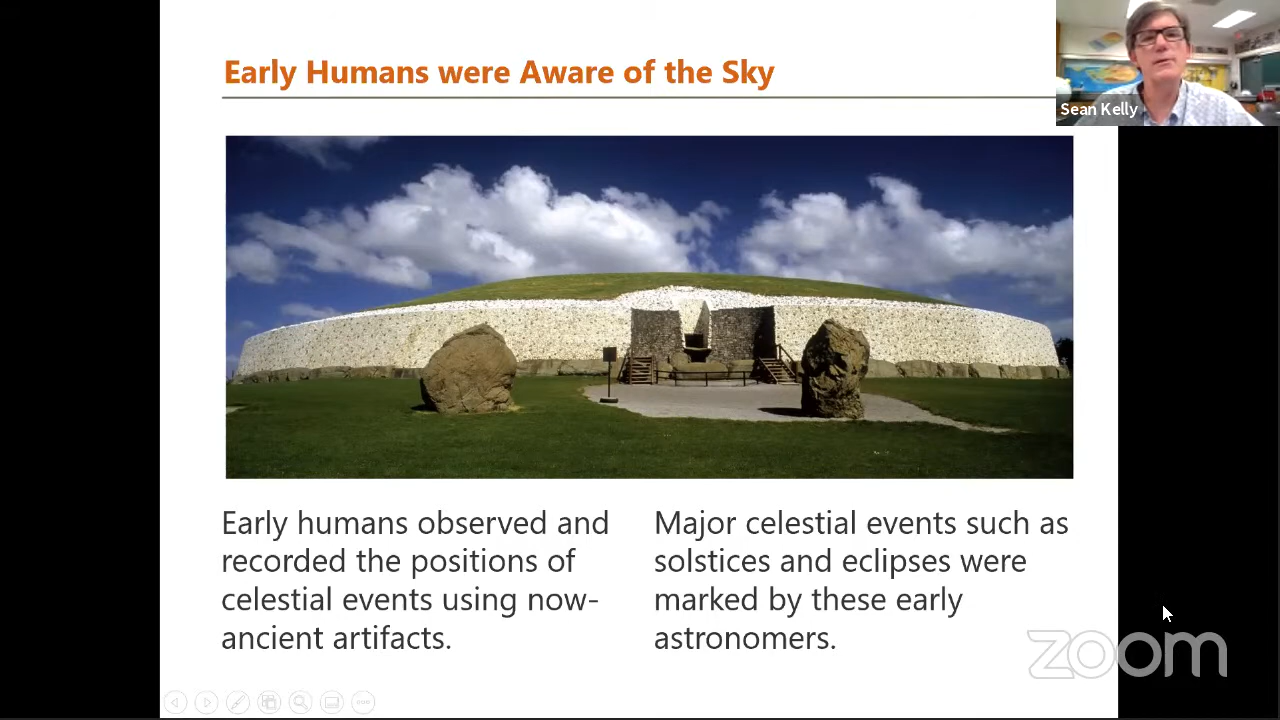 Early Humans were Aware of the Sky
Sean Kelly
Early humans observed and
recorded the positions of
celestial events using now-
ancient artifacts.
Major celestial events such as
solstices and eclipses were
marked by these early
astronomers.
zoom